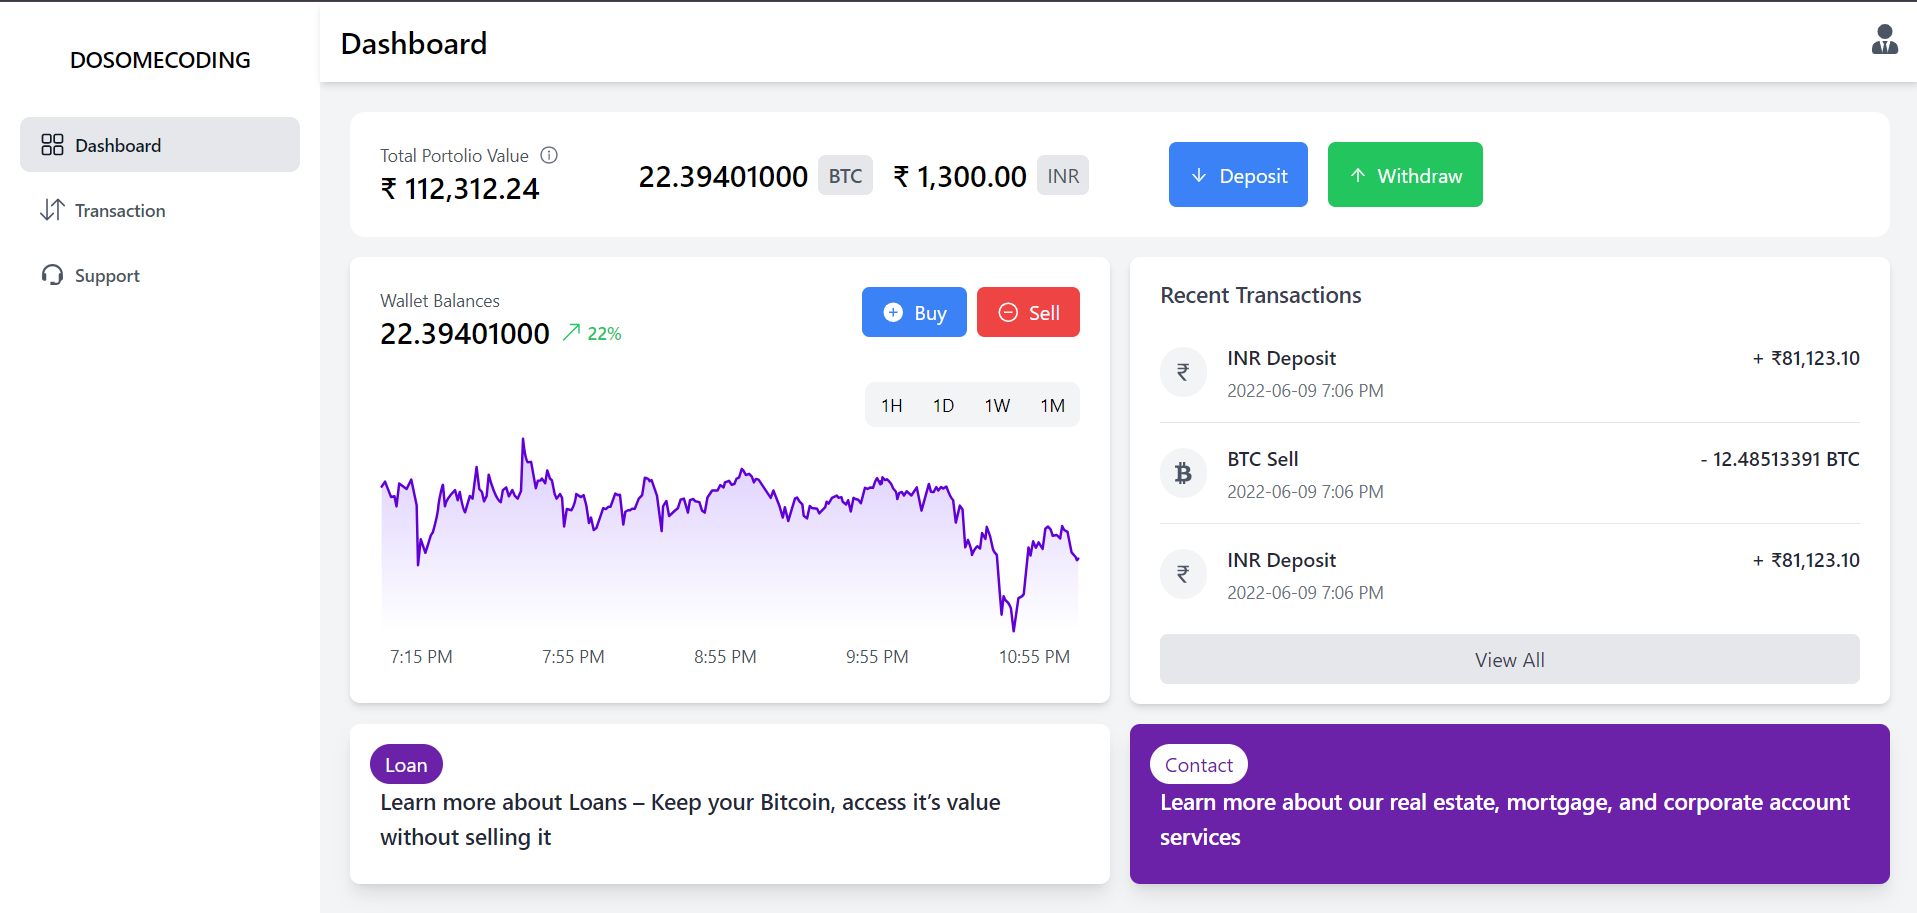 DOSOMECODING
Dashboard
Transaction
Support
Dashboard
Total Portolio Value
₹ 112,312.24
22.39401000 BTC ₹ 1,300.00 INR
Deposit
Withdraw
Wallet Balances
22.39401000 22%
Buy
Sell
1H 1D 1W 1M
7:15 PM 7:55 PM 8:55 PM 9:55 PM 10:55 PM
Recent Transactions
INR Deposit + ₹81,123.10
2022-06-09 7:06 PM
BTC Sell - 12.48513391 BTC
2022-06-09 7:06 PM
INR Deposit + ₹81,123.10
2022-06-09 7:06 PM
View All
Loan
Learn more about Loans – Keep your Bitcoin, access it’s value
without selling it
Contact
Learn more about our real estate, mortgage, and corporate account
services